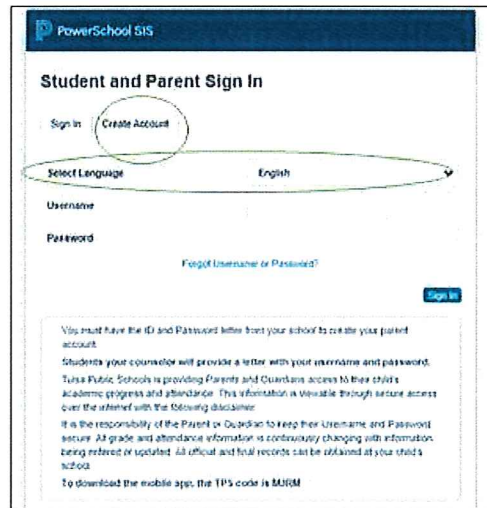 PowerSchool SIS
Student and Parent Sign In
Sign In Create Account
Select Language English
Username
Password
Forgot Username or Password?
Sign In
You must have the ID and Password letter from your school to create your parent
account.
Students your counselor will provide a letter with your username and password.
Tulsa Public Schools is providing Parents and Guardians access to their child's
academic progress and attendance. This information is viewable through secure access
over the internet with the following disclaimer
It is the responsibility of the Parent or Guardian to keep their Username and Password
secure. All grade and attendance information is continuously changing with information
being entered or updated. All official and final records can be obtained at your child's
school.
To download the mobile app, the TPS code is MJRM